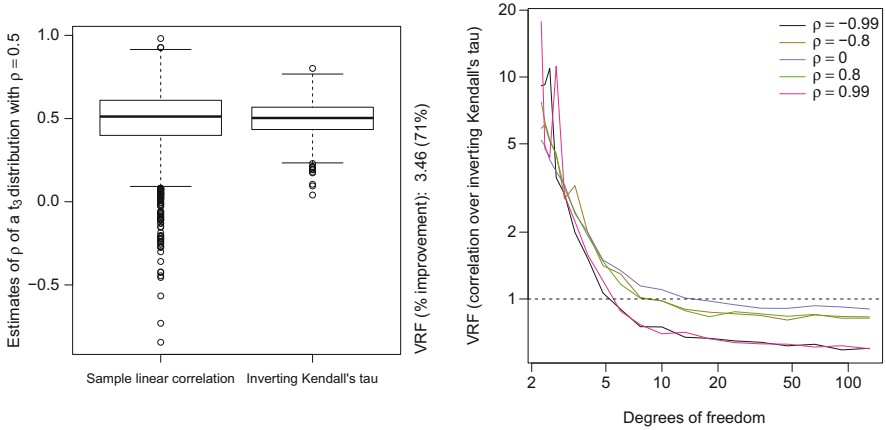 Estimates of ρ of a t3 distribution with ρ = 0.5
1.0
0.5
0.0
−0.5
Sample linear correlation
Inverting Kendall's tau
VRF (% improvement): 3.46 (71%)
VRF (correlation over inverting Kendall's tau)
20
10
5
2
1
2
5
10
20
50
100
Degrees of freedom
ρ = −0.99
ρ = −0.8
ρ = 0
ρ = 0.8
ρ = 0.99